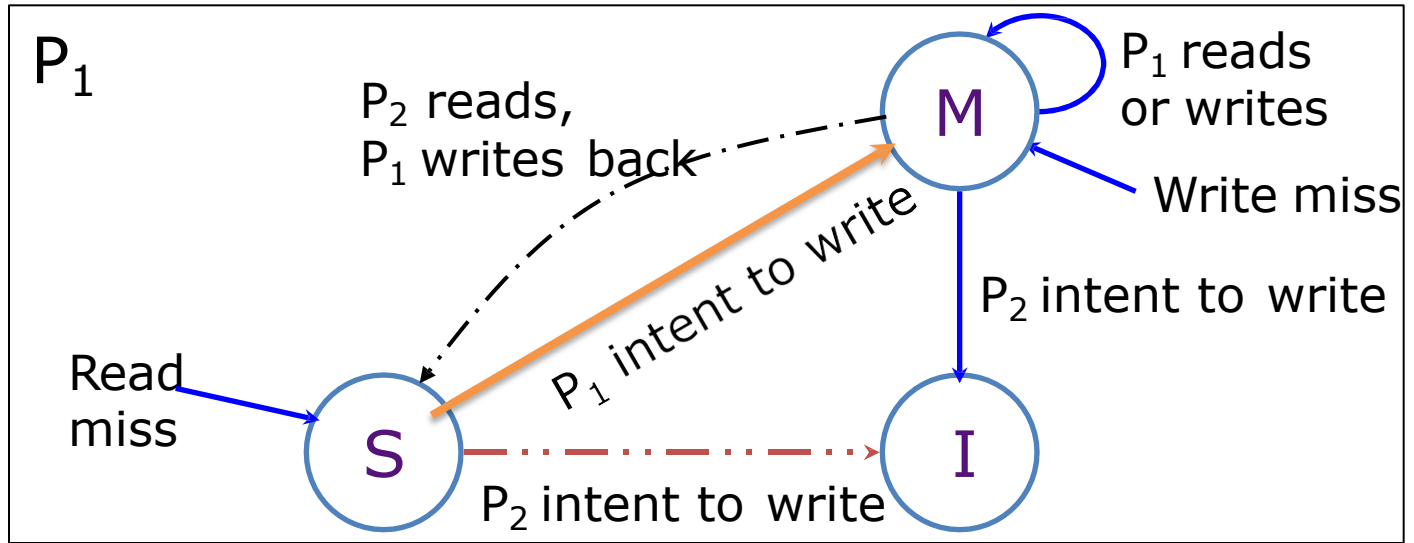 P₁
P₂ reads,
P₁ writes back
M
P₁ reads
or writes
Write miss
P₁ intent to write
P₂ intent to write
Read
miss
S
I
P₂ intent to write